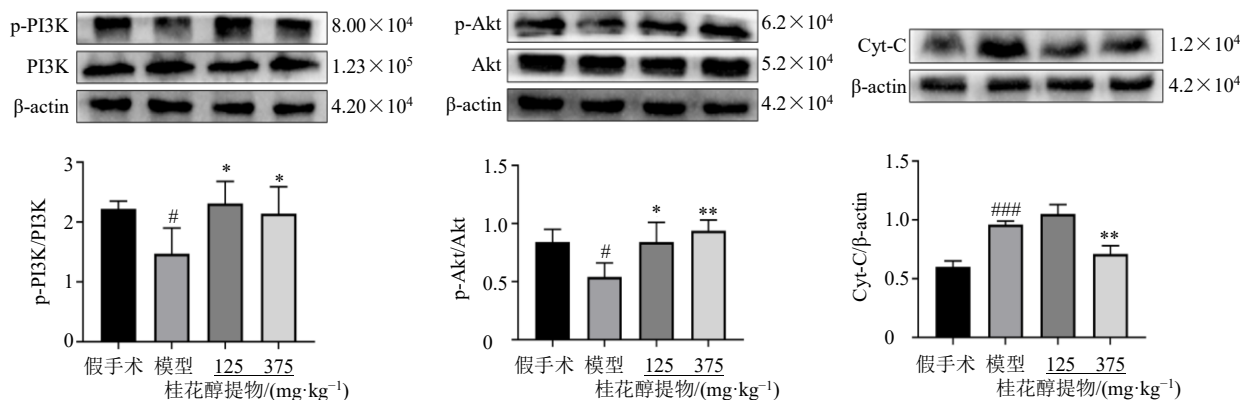 p-PI3K 8.00×10⁴
PI3K 1.23×10⁵
β-actin 4.20×10⁴
3
2
1
0
p-PI3K/PI3K
#
*
*
假手术 模型 125 375
桂花醇提物/(mg·kg⁻¹)
p-Akt 6.2×10⁴
Akt 5.2×10⁴
β-actin 4.2×10⁴
1.5
1.0
0.5
0
p-Akt/Akt
#
*
**
假手术 模型 125 375
桂花醇提物/(mg·kg⁻¹)
Cyt-C 1.2×10⁴
β-actin 4.2×10⁴
1.5
1.0
0.5
0
Cyt-C/β-actin
###
**
假手术 模型 125 375
桂花醇提物/(mg·kg⁻¹)